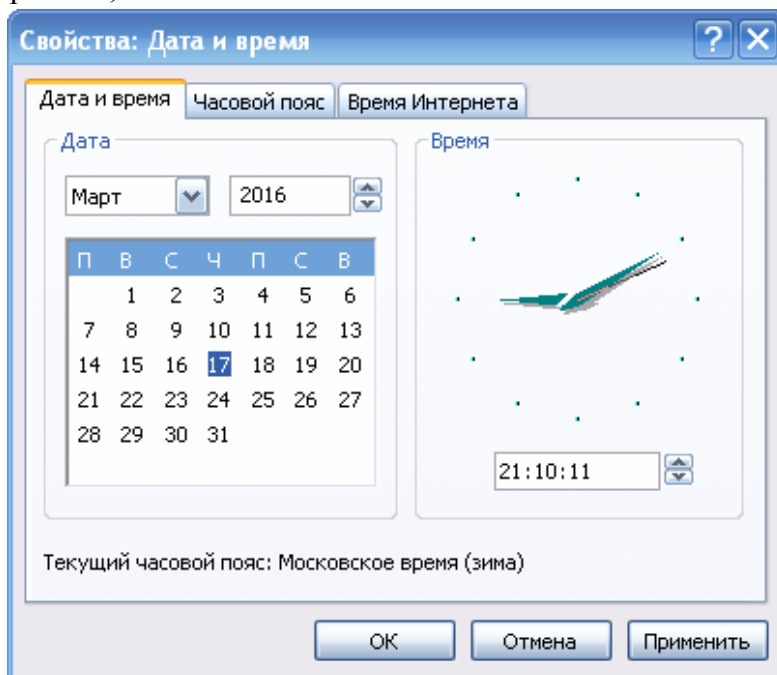 Свойства: Дата и время
Дата и время Часовой пояс Время Интернета
Дата
Март 2016
П В С Ч П С В
1 2 3 4 5 6
7 8 9 10 11 12 13
14 15 16 17 18 19 20
21 22 23 24 25 26 27
28 29 30 31
Время
21:10:11
Текущий часовой пояс: Московское время (зима)
ОК Отмена Применить